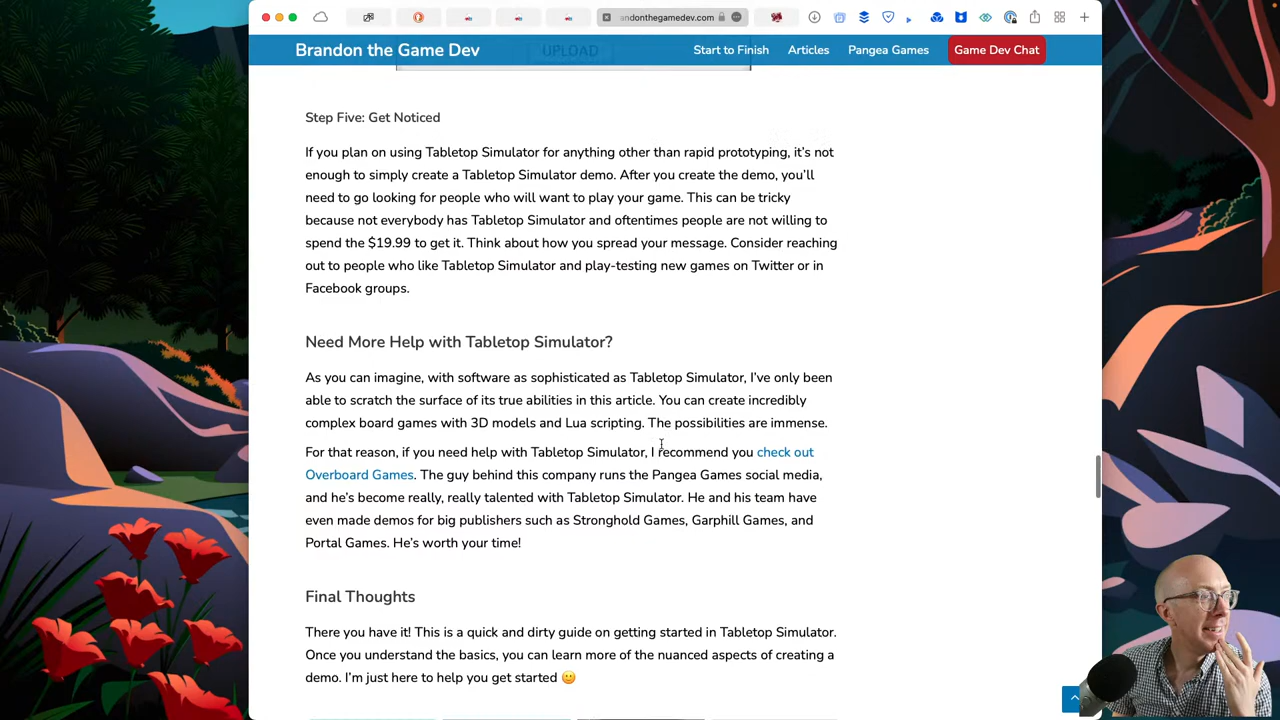 andonthegamedev.com
UPLOAD
Brandon the Game Dev
Start to Finish
Articles
Pangea Games
Game Dev Chat
Step Five: Get Noticed
If you plan on using Tabletop Simulator for anything other than rapid prototyping, it's not
enough to simply create a Tabletop Simulator demo. After you create the demo, you'll
need to go looking for people who will want to play your game. This can be tricky
because not everybody has Tabletop Simulator and oftentimes people are not willing to
spend the $19.99 to get it. Think about how you spread your message. Consider reaching
out to people who like Tabletop Simulator and play-testing new games on Twitter or in
Facebook groups.
Need More Help with Tabletop Simulator?
As you can imagine, with software as sophisticated as Tabletop Simulator, I've only been
able to scratch the surface of its true abilities in this article. You can create incredibly
complex board games with 3D models and Lua scripting. The possibilities are immense.
For that reason, if you need help with Tabletop Simulator, I recommend you check out
Overboard Games. The guy behind this company runs the Pangea Games social media,
and he's become really, really talented with Tabletop Simulator. He and his team have
even made demos for big publishers such as Stronghold Games, Garphill Games, and
Portal Games. He's worth your time!
Final Thoughts
There you have it! This is a quick and dirty guide on getting started in Tabletop Simulator.
Once you understand the basics, you can learn more of the nuanced aspects of creating a
demo. I'm just here to help you get started 🙂